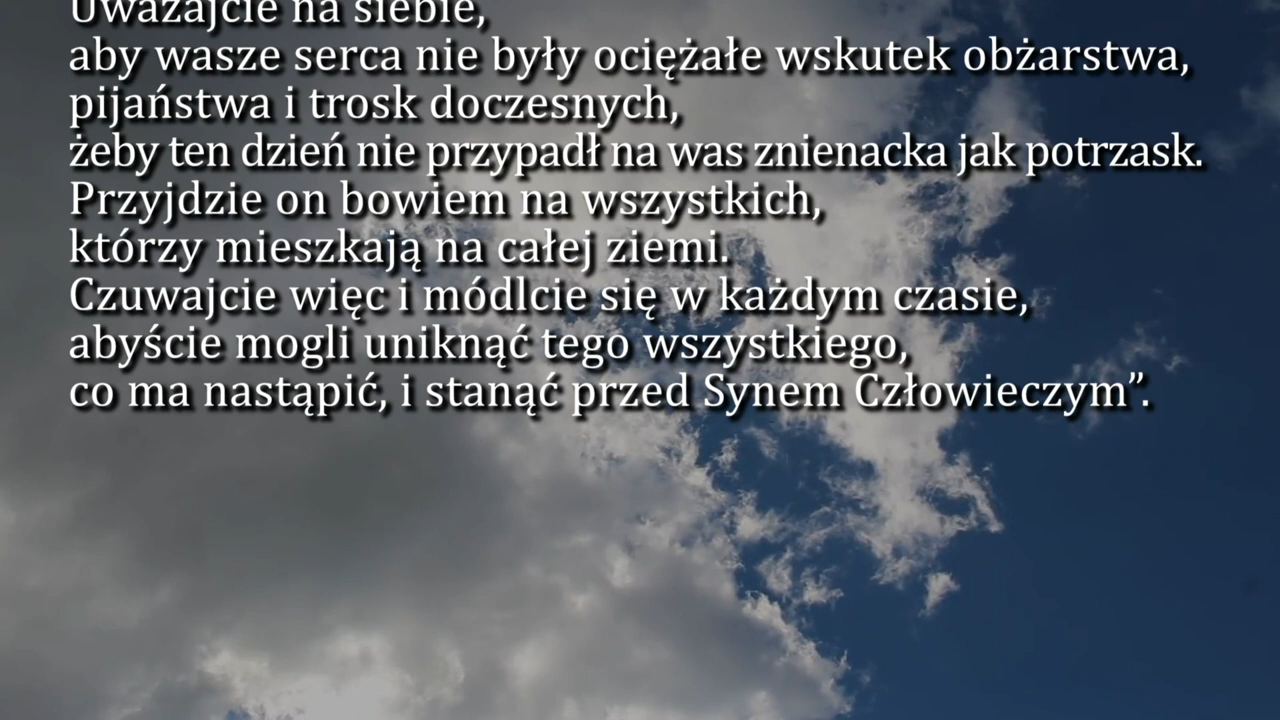 Uważajcie na siebie,
aby wasze serca nie były ociężałe wskutek obżarstwa,
pijaństwa i trosk doczesnych,
żeby ten dzień nie przypadł na was znienacka jak potrzask.
Przyjdzie on bowiem na wszystkich,
którzy mieszkają na całej ziemi.
Czuwajcie więc i módlcie się w każdym czasie,
abyście mogli uniknąć tego wszystkiego,
co ma nastąpić, i stanąć przed Synem Człowieczym”.